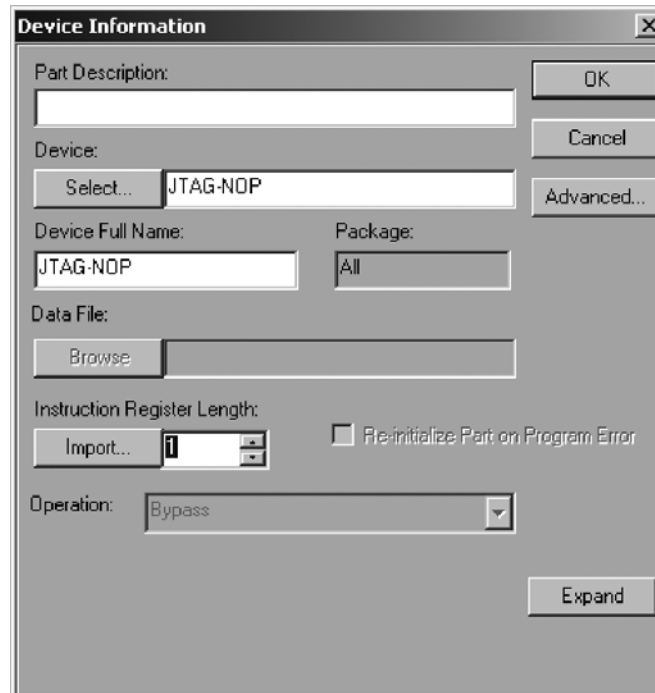 Device Information
Part Description:
OK
Device:
Cancel
Select... JTAG-NOP
Advanced...
Device Full Name: Package:
JTAG-NOP All
Data File:
Browse
Instruction Register Length:
Import... 1 Re-initialize Part on Program Error
Operation: Bypass
Expand